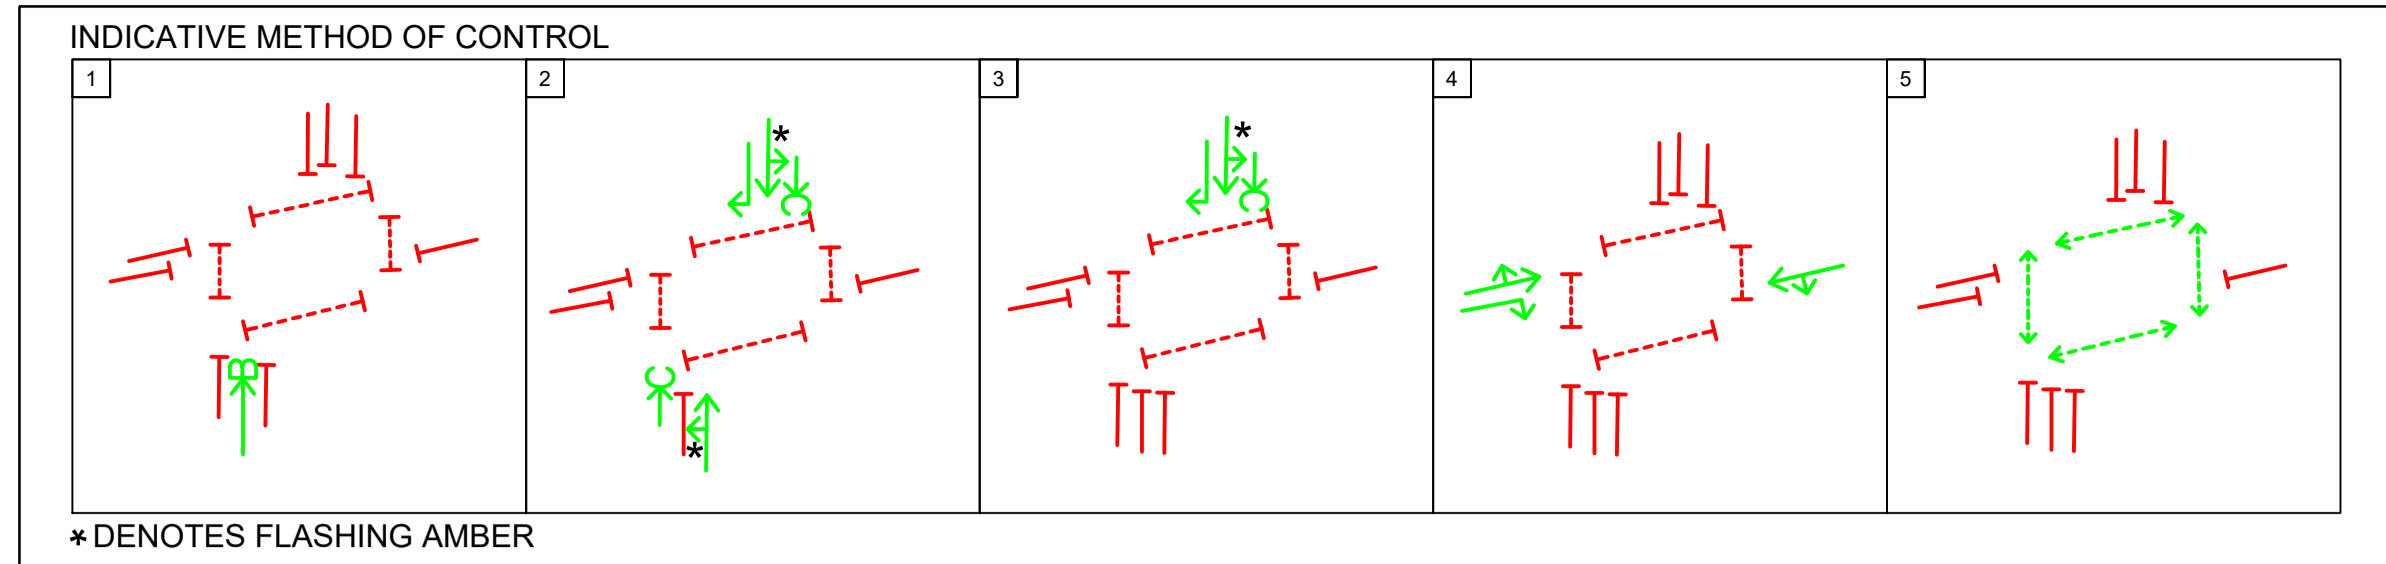 INDICATIVE METHOD OF CONTROL
1
2
3
4
5
*
*
C
C
C
*
B
*DENOTES FLASHING AMBER